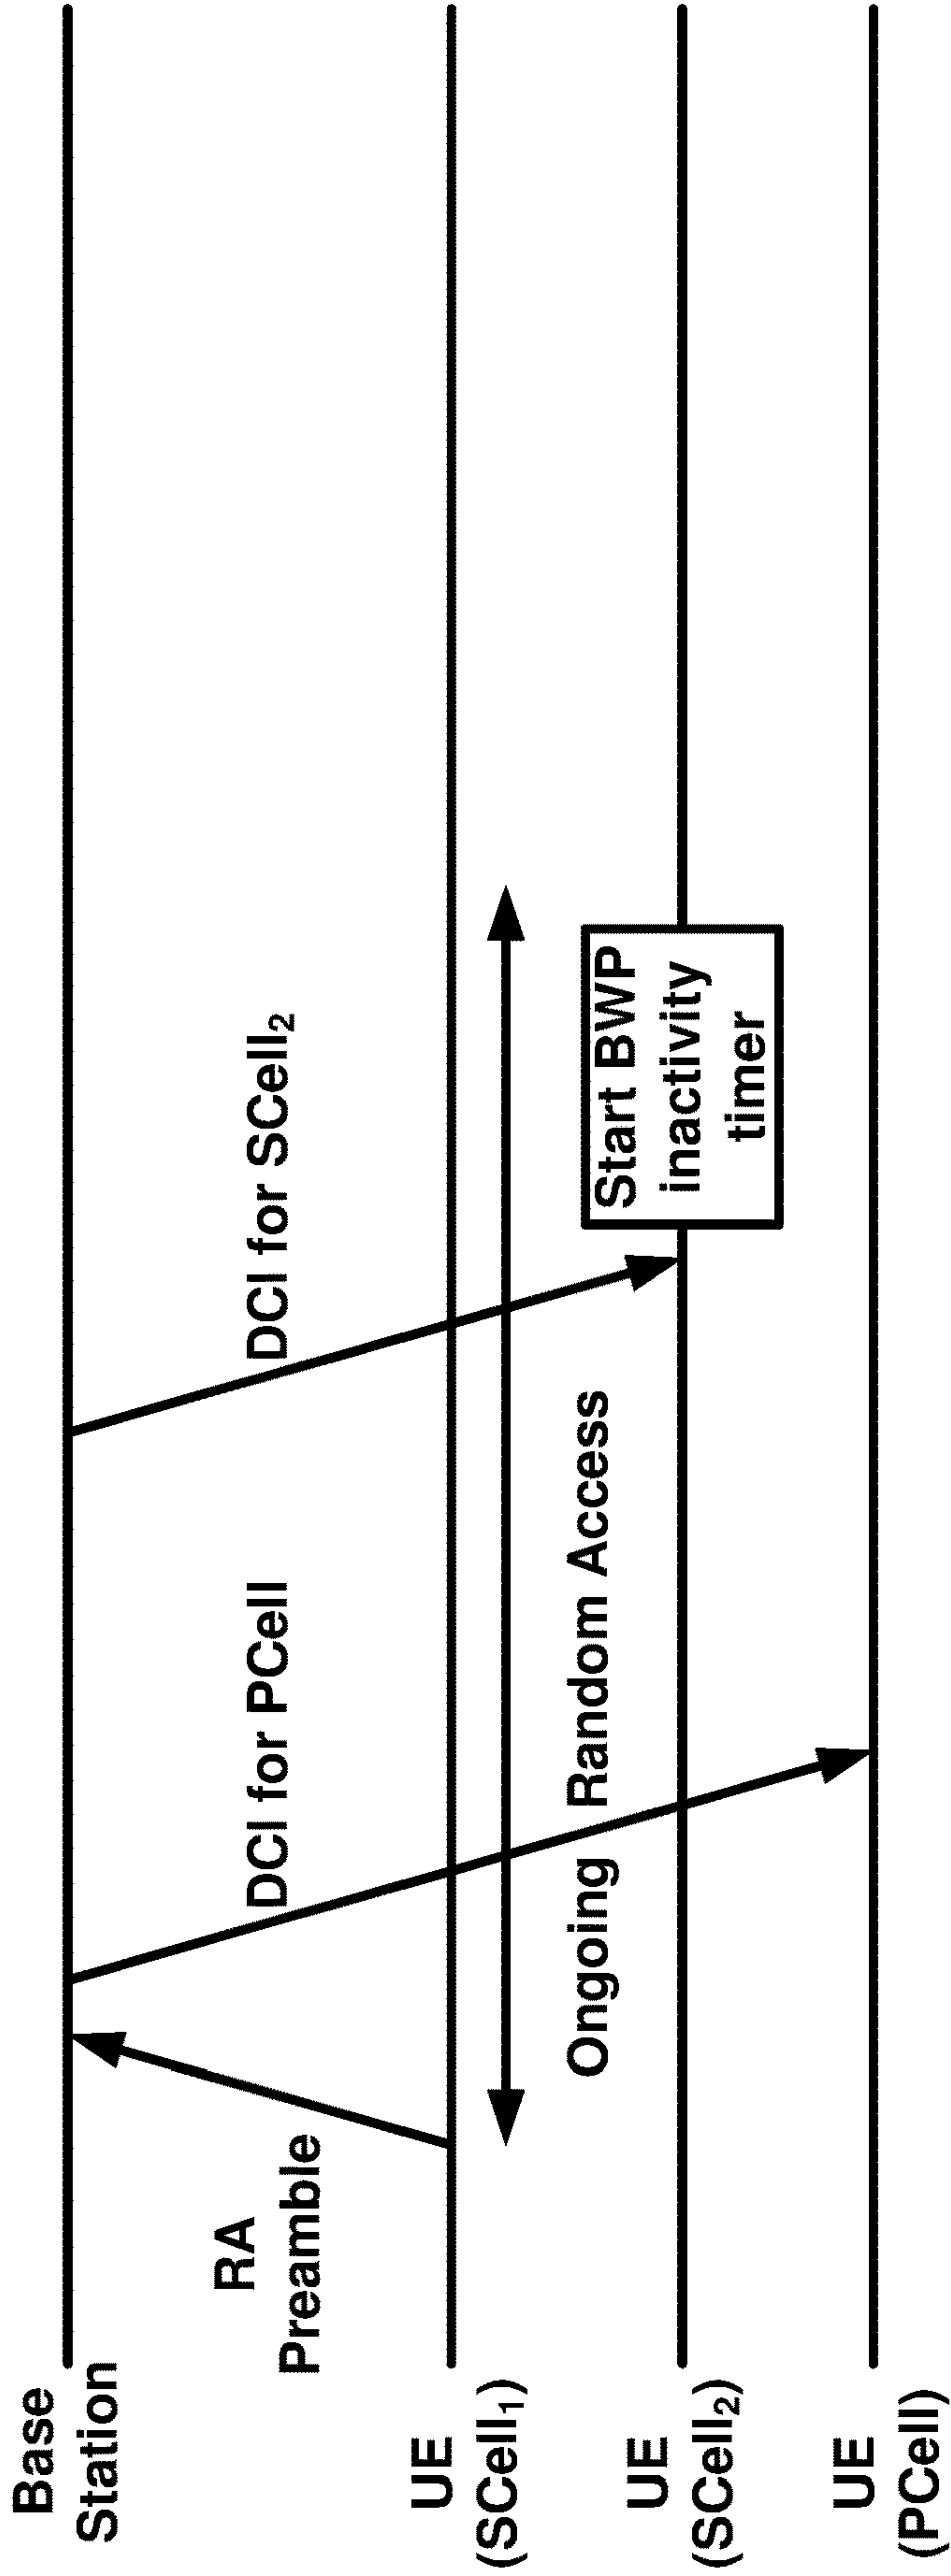 Base
Station
RA
Preamble
DCI for PCell
DCI for SCell₂
UE
(SCell₁)
Ongoing Random Access
UE
(SCell₂)
Start BWP
inactivity
timer
UE
(PCell)